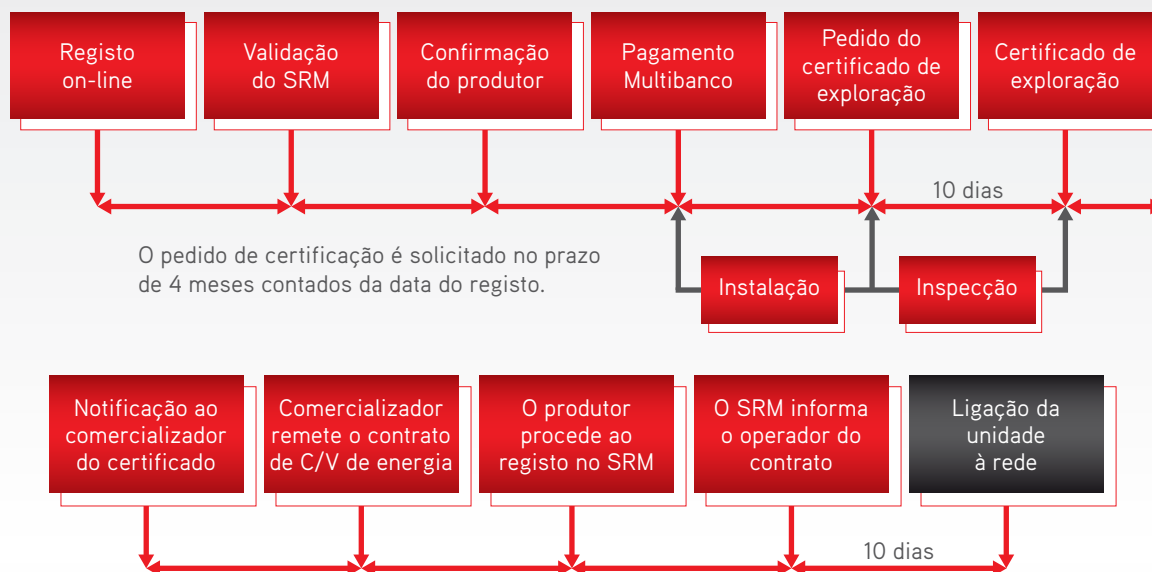 Registo
on-line
Validação
do SRM
Confirmação
do produtor
Pagamento
Multibanco
Pedido do
certificado de
exploração
Certificado de
exploração
10 dias
O pedido de certificação é solicitado no prazo
de 4 meses contados da data do registo.
Instalação
Inspecção
Notificação ao
comercializador
do certificado
Comercializador
remete o contrato
de C/V de energia
O produtor
procede ao
registo no SRM
O SRM informa
o operador do
contrato
Ligação da
unidade
à rede
10 dias